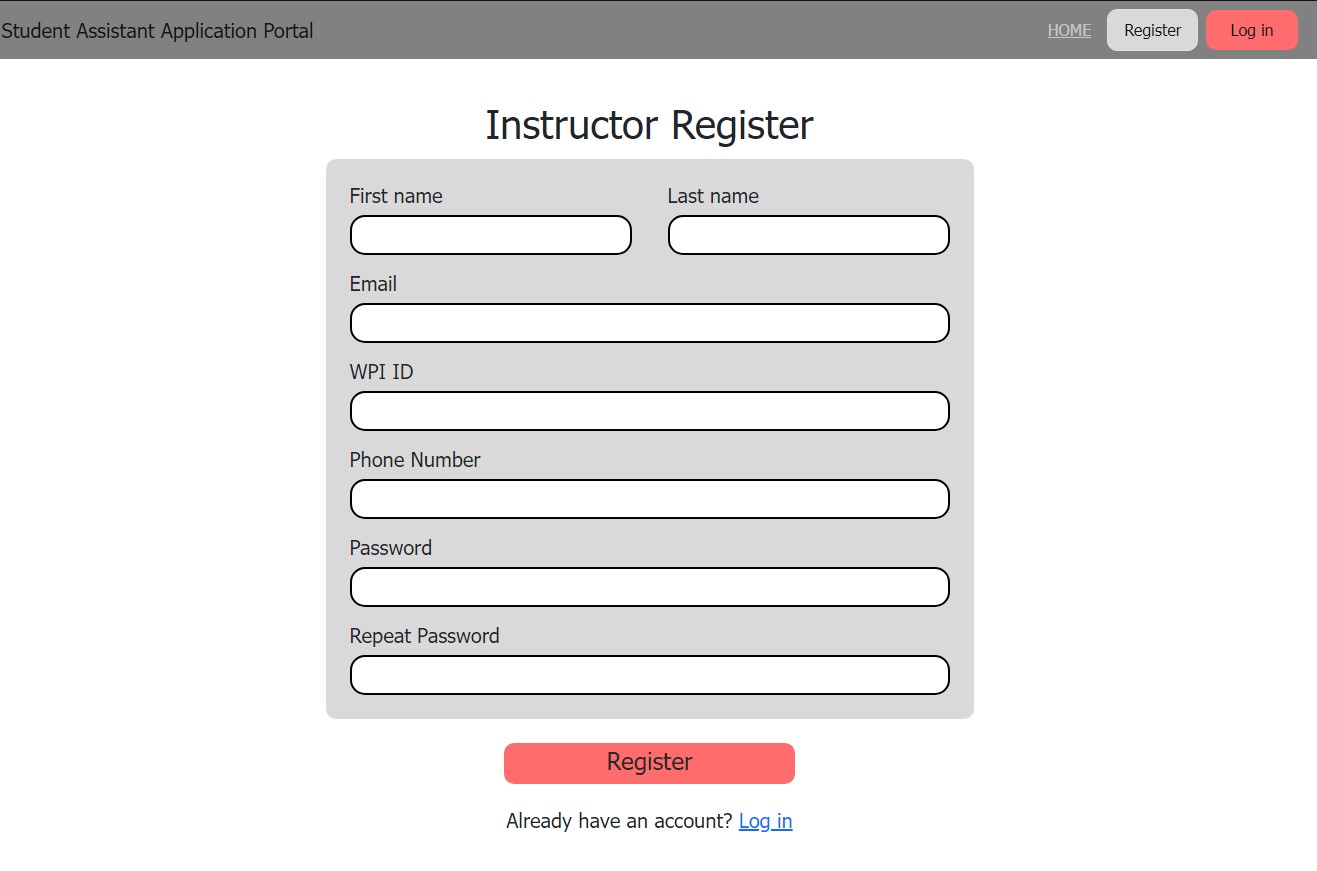 Student Assistant Application Portal HOME Register Log in
Instructor Register
First name Last name
Email
WPI ID
Phone Number
Password
Repeat Password
Register
Already have an account? Log in